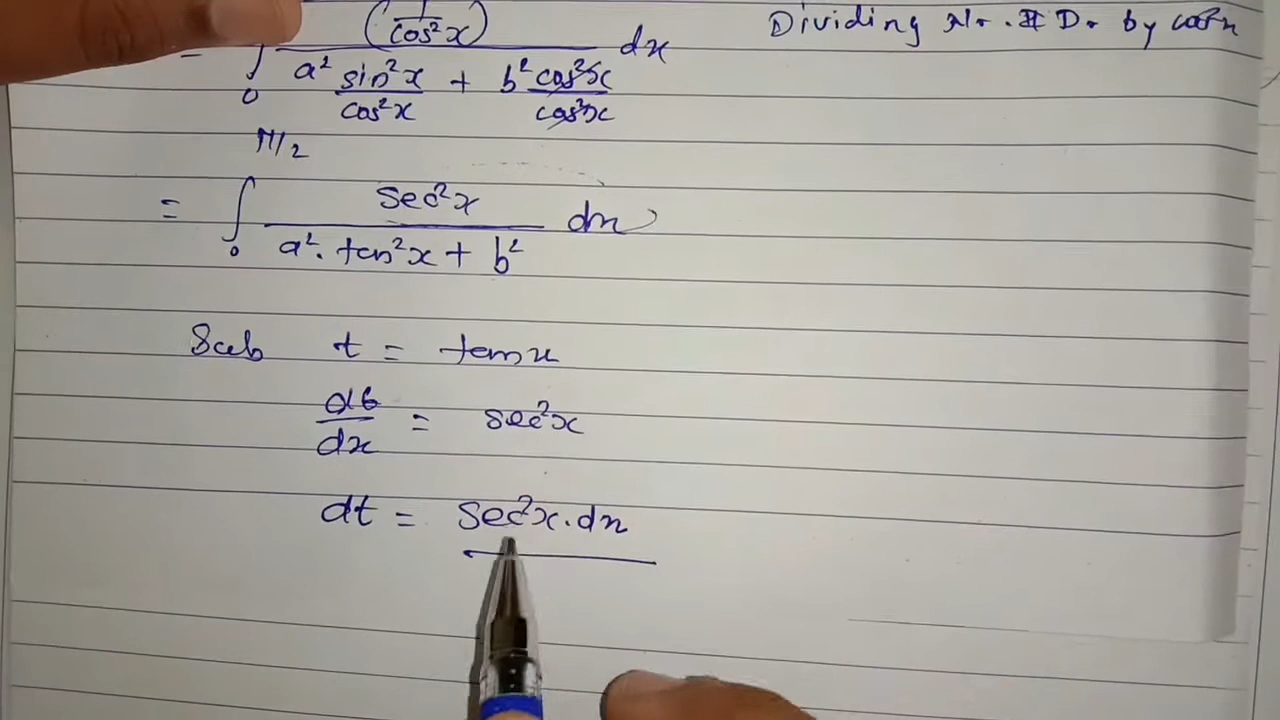 = ∫₀ (1/cos²x) / (a² sin²x/cos²x + b² cos²x/cos²x) dx Dividing Nr. & Dr by cos²x
= ∫₀^π/2 sec²x / (a². tan²x + b²) dx
Sub t = tanx
dt/dx = sec²x
dt = sec²x.dx